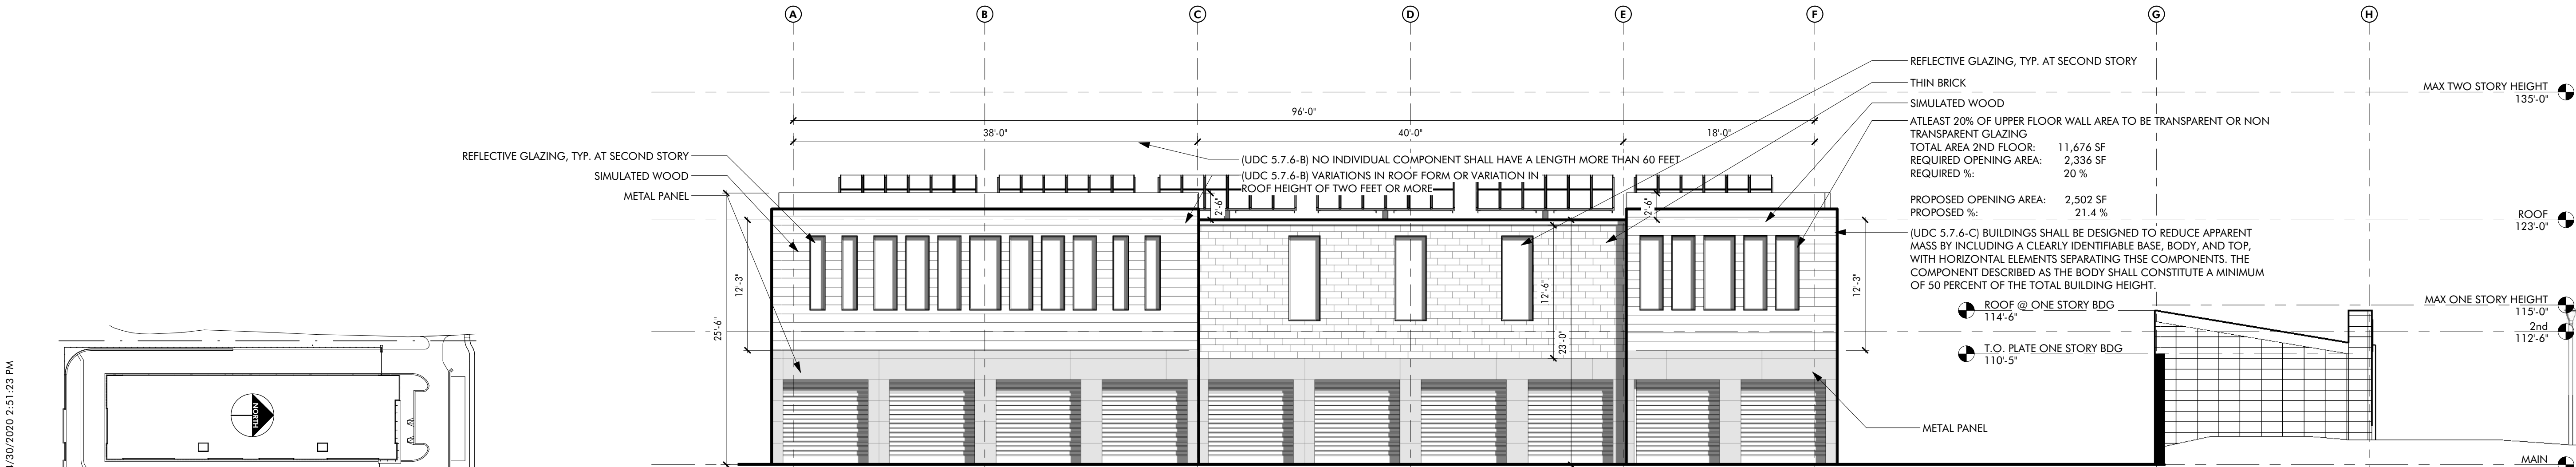 A
B
C
D
E
F
G
H
REFLECTIVE GLAZING, TYP. AT SECOND STORY
THIN BRICK
SIMULATED WOOD
ATLEAST 20% OF UPPER FLOOR WALL AREA TO BE TRANSPARENT OR NON
TRANSPARENT GLAZING
TOTAL AREA 2ND FLOOR: 11,676 SF
REQUIRED OPENING AREA: 2,336 SF
REQUIRED %: 20 %
PROPOSED OPENING AREA: 2,502 SF
PROPOSED %: 21.4 %
(UDC 5.7.6-C) BUILDINGS SHALL BE DESIGNED TO REDUCE APPARENT
MASS BY INCLUDING A CLEARLY IDENTIFIABLE BASE, BODY, AND TOP,
WITH HORIZONTAL ELEMENTS SEPARATING THSE COMPONENTS. THE
COMPONENT DESCRIBED AS THE BODY SHALL CONSTITUTE A MINIMUM
OF 50 PERCENT OF THE TOTAL BUILDING HEIGHT.
MAX TWO STORY HEIGHT
135'-0"
96'-0"
38'-0"
40'-0"
18'-0"
REFLECTIVE GLAZING, TYP. AT SECOND STORY
SIMULATED WOOD
METAL PANEL
(UDC 5.7.6-B) NO INDIVIDUAL COMPONENT SHALL HAVE A LENGTH MORE THAN 60 FEET
(UDC 5.7.6-B) VARIATIONS IN ROOF FORM OR VARIATION IN
ROOF HEIGHT OF TWO FEET OR MORE
2'-6"
2'-6"
ROOF
123'-0"
12'-3"
25'-6"
12'-6"
23'-0"
12'-3"
ROOF @ ONE STORY BDG
114'-6"
T.O. PLATE ONE STORY BDG
110'-5"
MAX ONE STORY HEIGHT
115'-0"
2nd
112'-6"
METAL PANEL
MAIN
NORTH
4/30/2020 2:51:23 PM